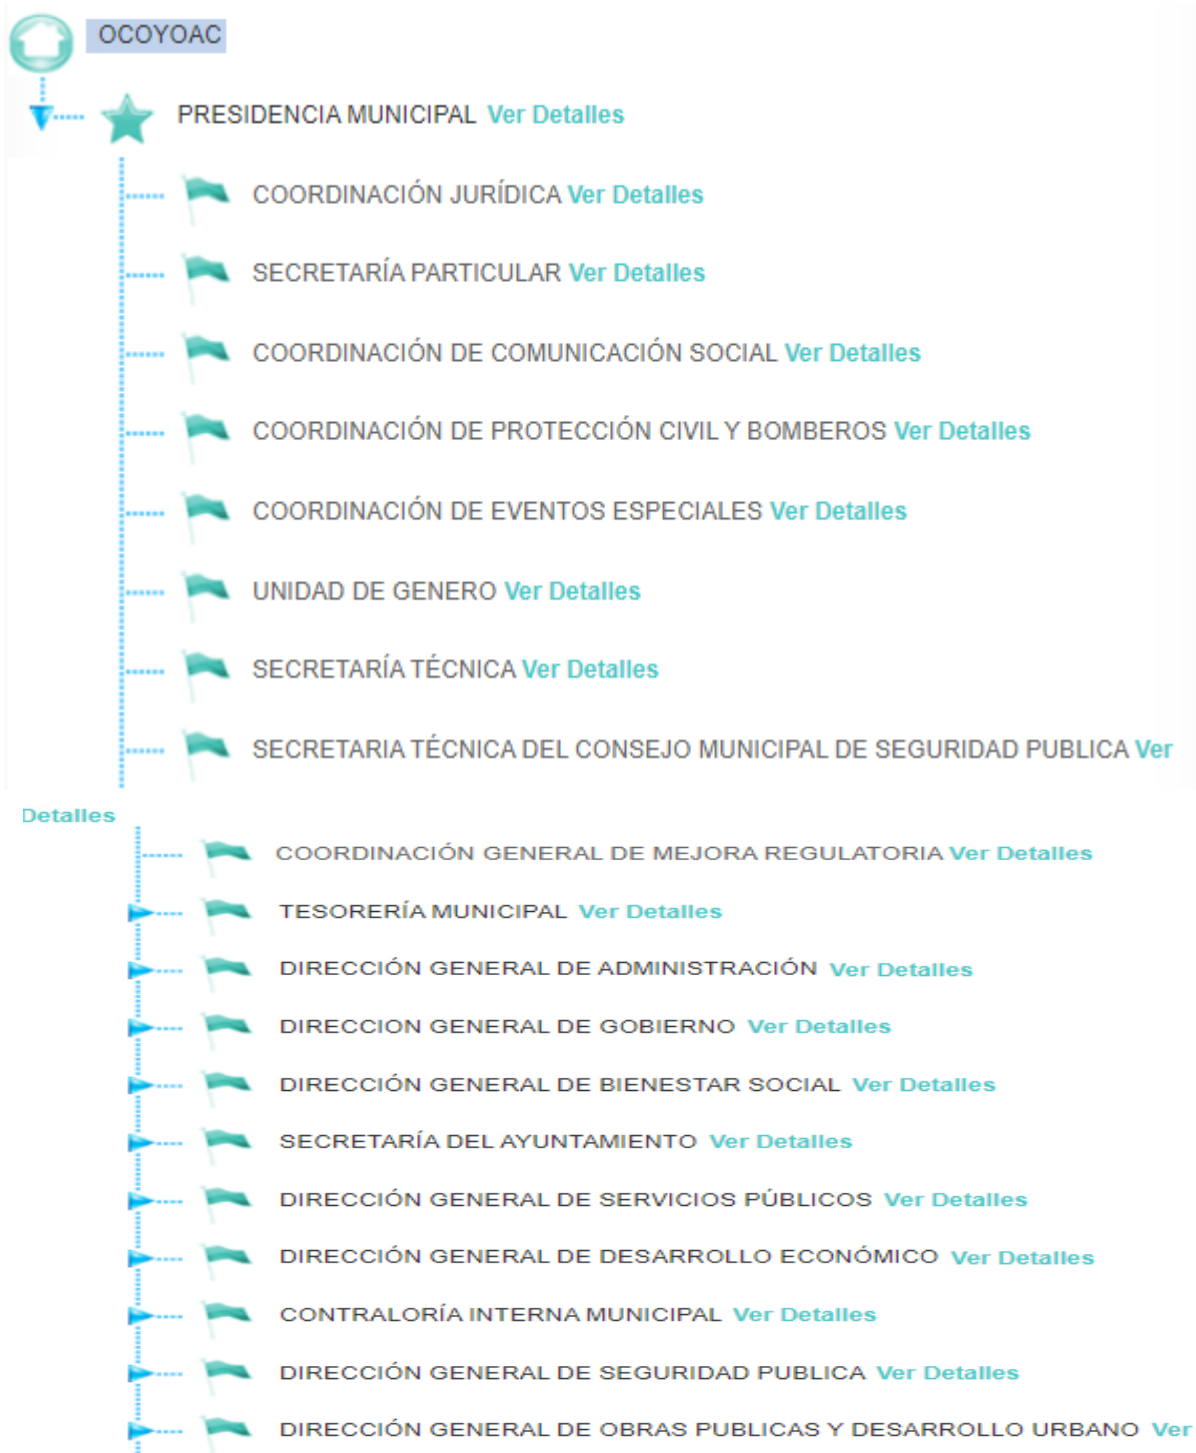 OCOYOAC
PRESIDENCIA MUNICIPAL Ver Detalles
COORDINACIÓN JURÍDICA Ver Detalles
SECRETARÍA PARTICULAR Ver Detalles
COORDINACIÓN DE COMUNICACIÓN SOCIAL Ver Detalles
COORDINACIÓN DE PROTECCIÓN CIVIL Y BOMBEROS Ver Detalles
COORDINACIÓN DE EVENTOS ESPECIALES Ver Detalles
UNIDAD DE GENERO Ver Detalles
SECRETARÍA TÉCNICA Ver Detalles
SECRETARIA TÉCNICA DEL CONSEJO MUNICIPAL DE SEGURIDAD PUBLICA Ver
Detalles
COORDINACIÓN GENERAL DE MEJORA REGULATORIA Ver Detalles
TESORERÍA MUNICIPAL Ver Detalles
DIRECCIÓN GENERAL DE ADMINISTRACIÓN Ver Detalles
DIRECCION GENERAL DE GOBIERNO Ver Detalles
DIRECCIÓN GENERAL DE BIENESTAR SOCIAL Ver Detalles
SECRETARÍA DEL AYUNTAMIENTO Ver Detalles
DIRECCIÓN GENERAL DE SERVICIOS PÚBLICOS Ver Detalles
DIRECCIÓN GENERAL DE DESARROLLO ECONÓMICO Ver Detalles
CONTRALORÍA INTERNA MUNICIPAL Ver Detalles
DIRECCIÓN GENERAL DE SEGURIDAD PUBLICA Ver Detalles
DIRECCIÓN GENERAL DE OBRAS PUBLICAS Y DESARROLLO URBANO Ver